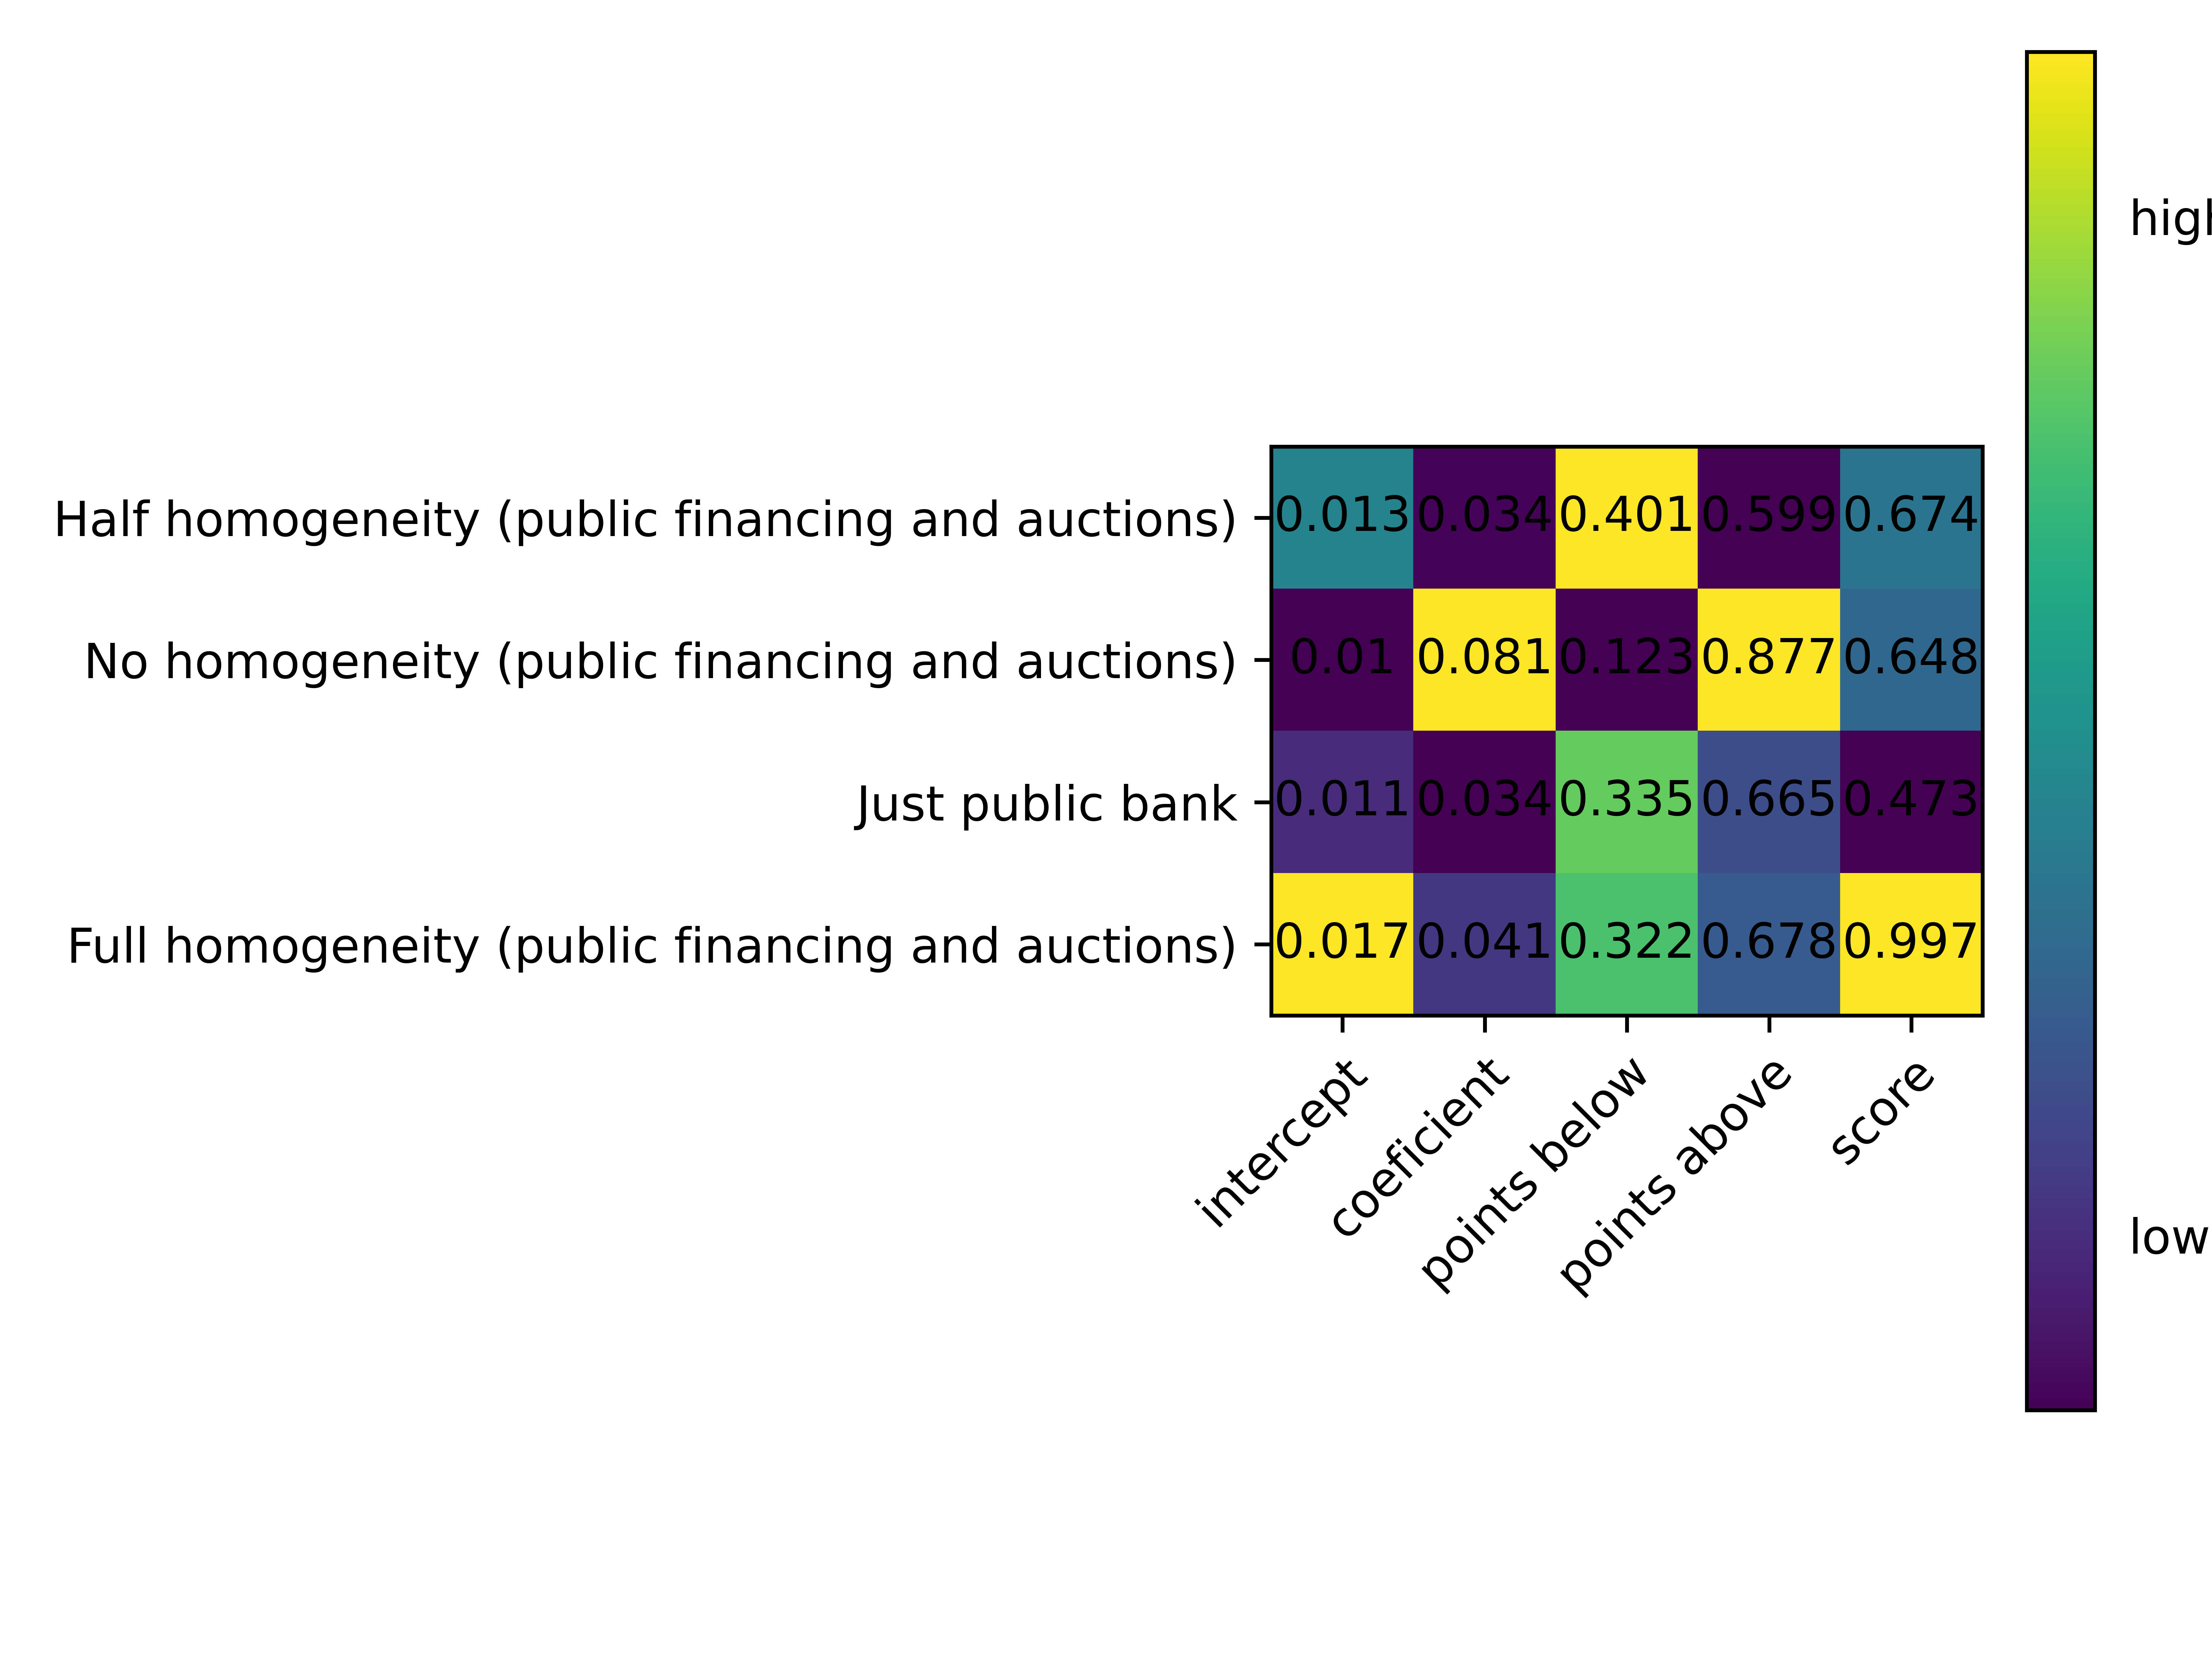 high
Half homogeneity (public financing and auctions) 0.013 0.034 0.401 0.599 0.674
No homogeneity (public financing and auctions) 0.01 0.081 0.123 0.877 0.648
Just public bank 0.011 0.034 0.335 0.665 0.473
Full homogeneity (public financing and auctions) 0.017 0.041 0.322 0.678 0.997
intercept coeficient points below points above score
low